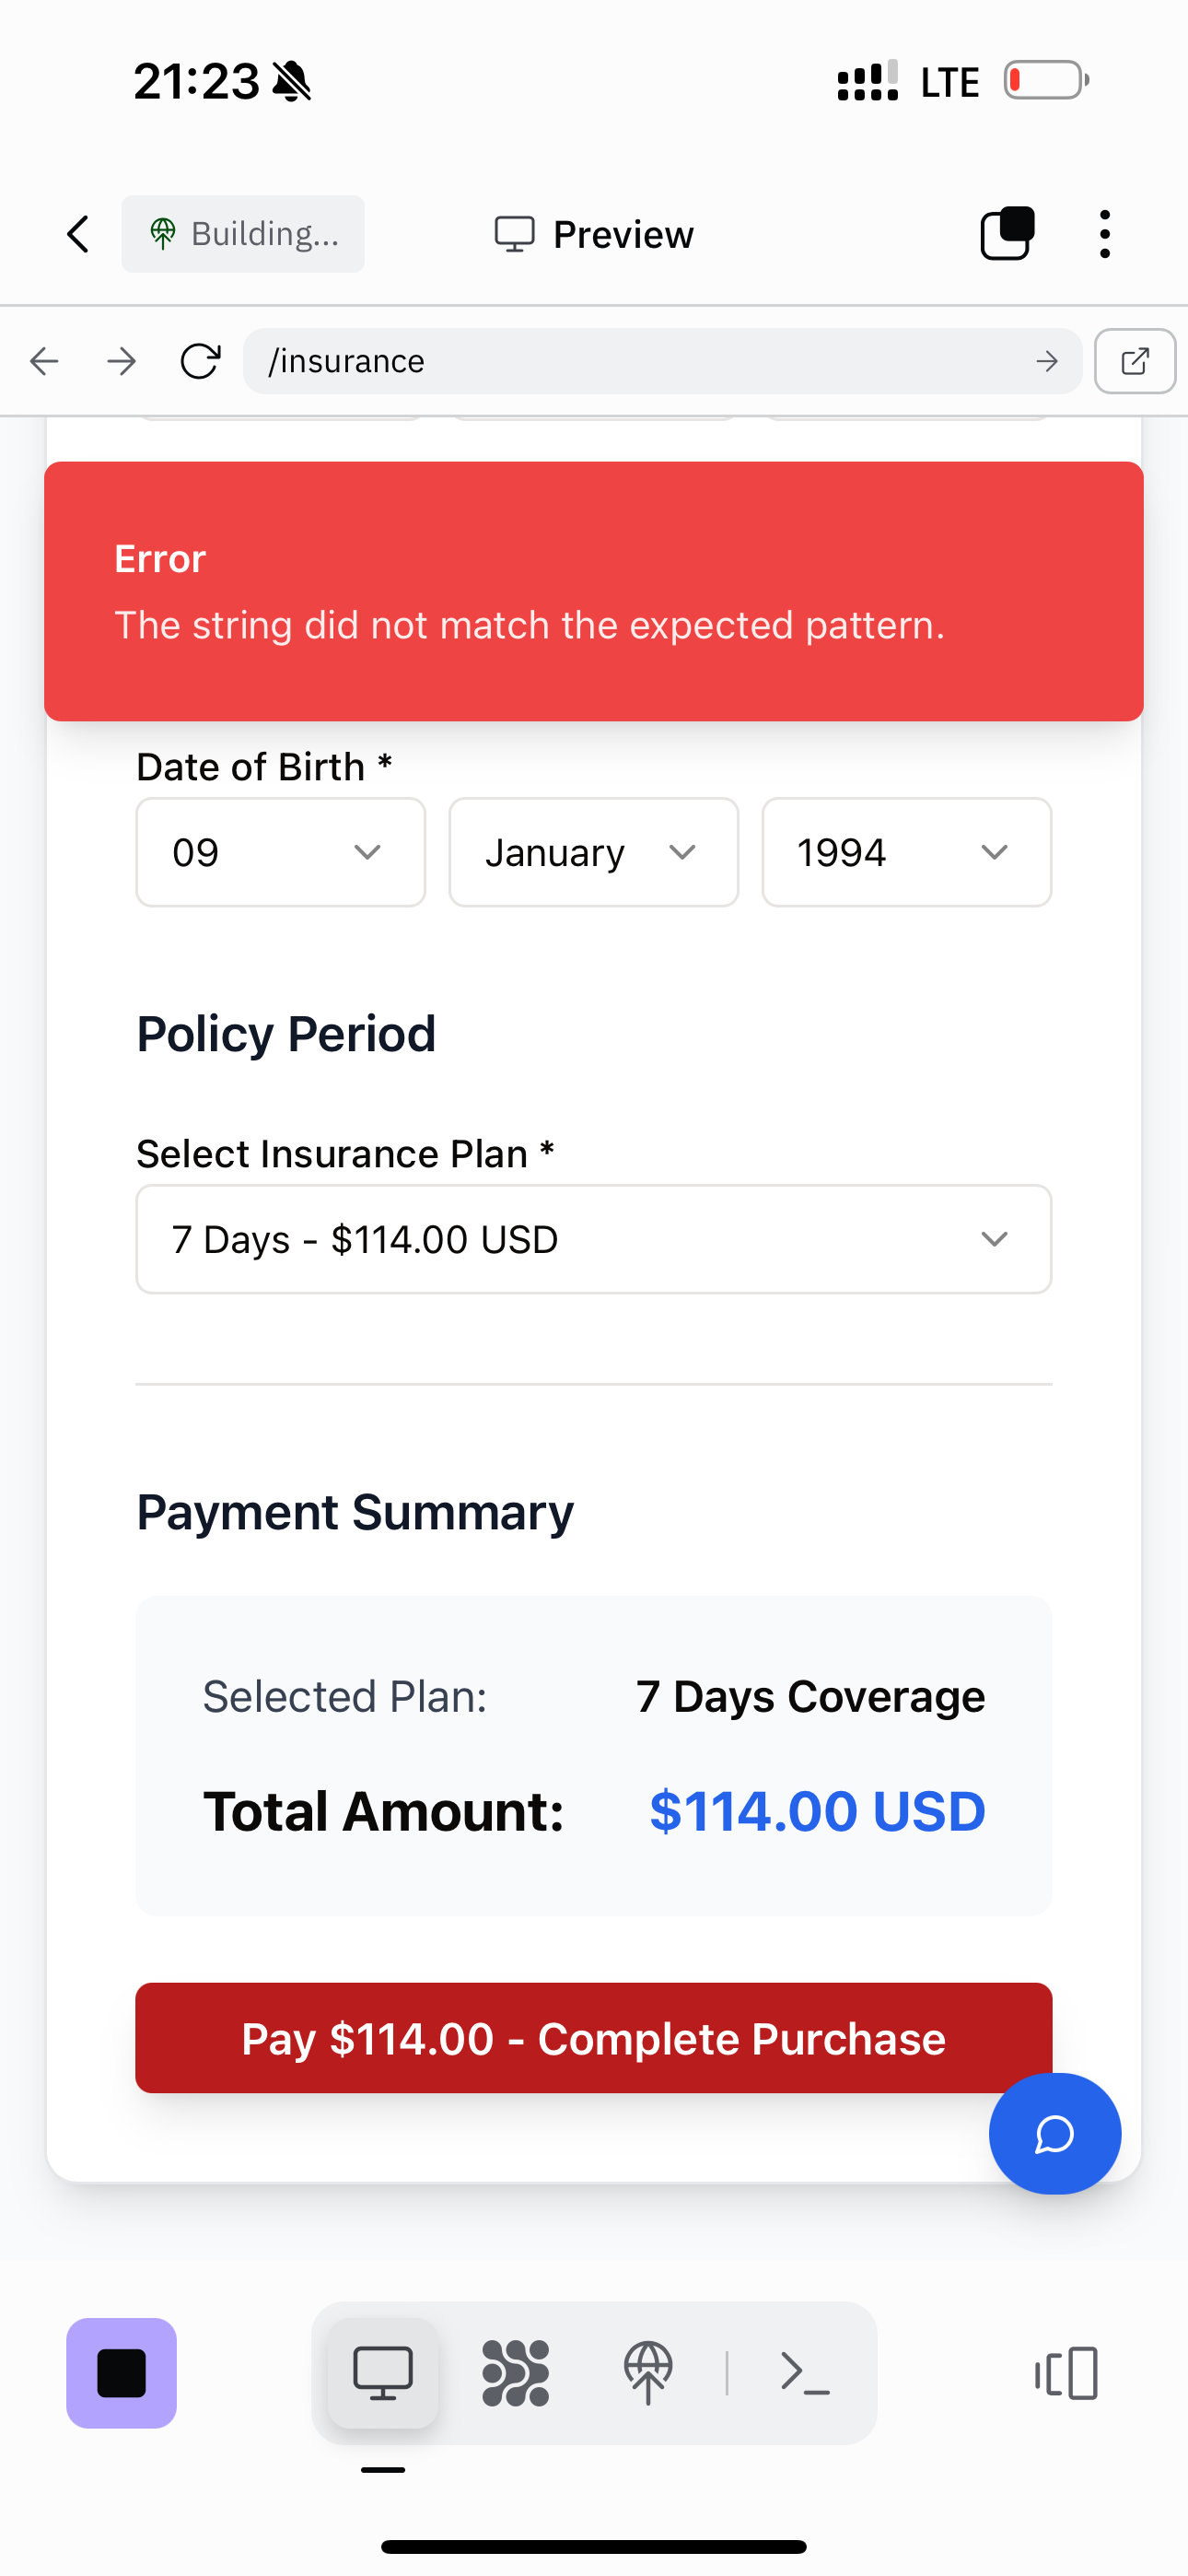 21:23
LTE
Building...
Preview
/insurance
Error
The string did not match the expected pattern.
Date of Birth *
09
January
1994
Policy Period
Select Insurance Plan *
7 Days - $114.00 USD
Payment Summary
Selected Plan:
7 Days Coverage
Total Amount:
$114.00 USD
Pay $114.00 - Complete Purchase